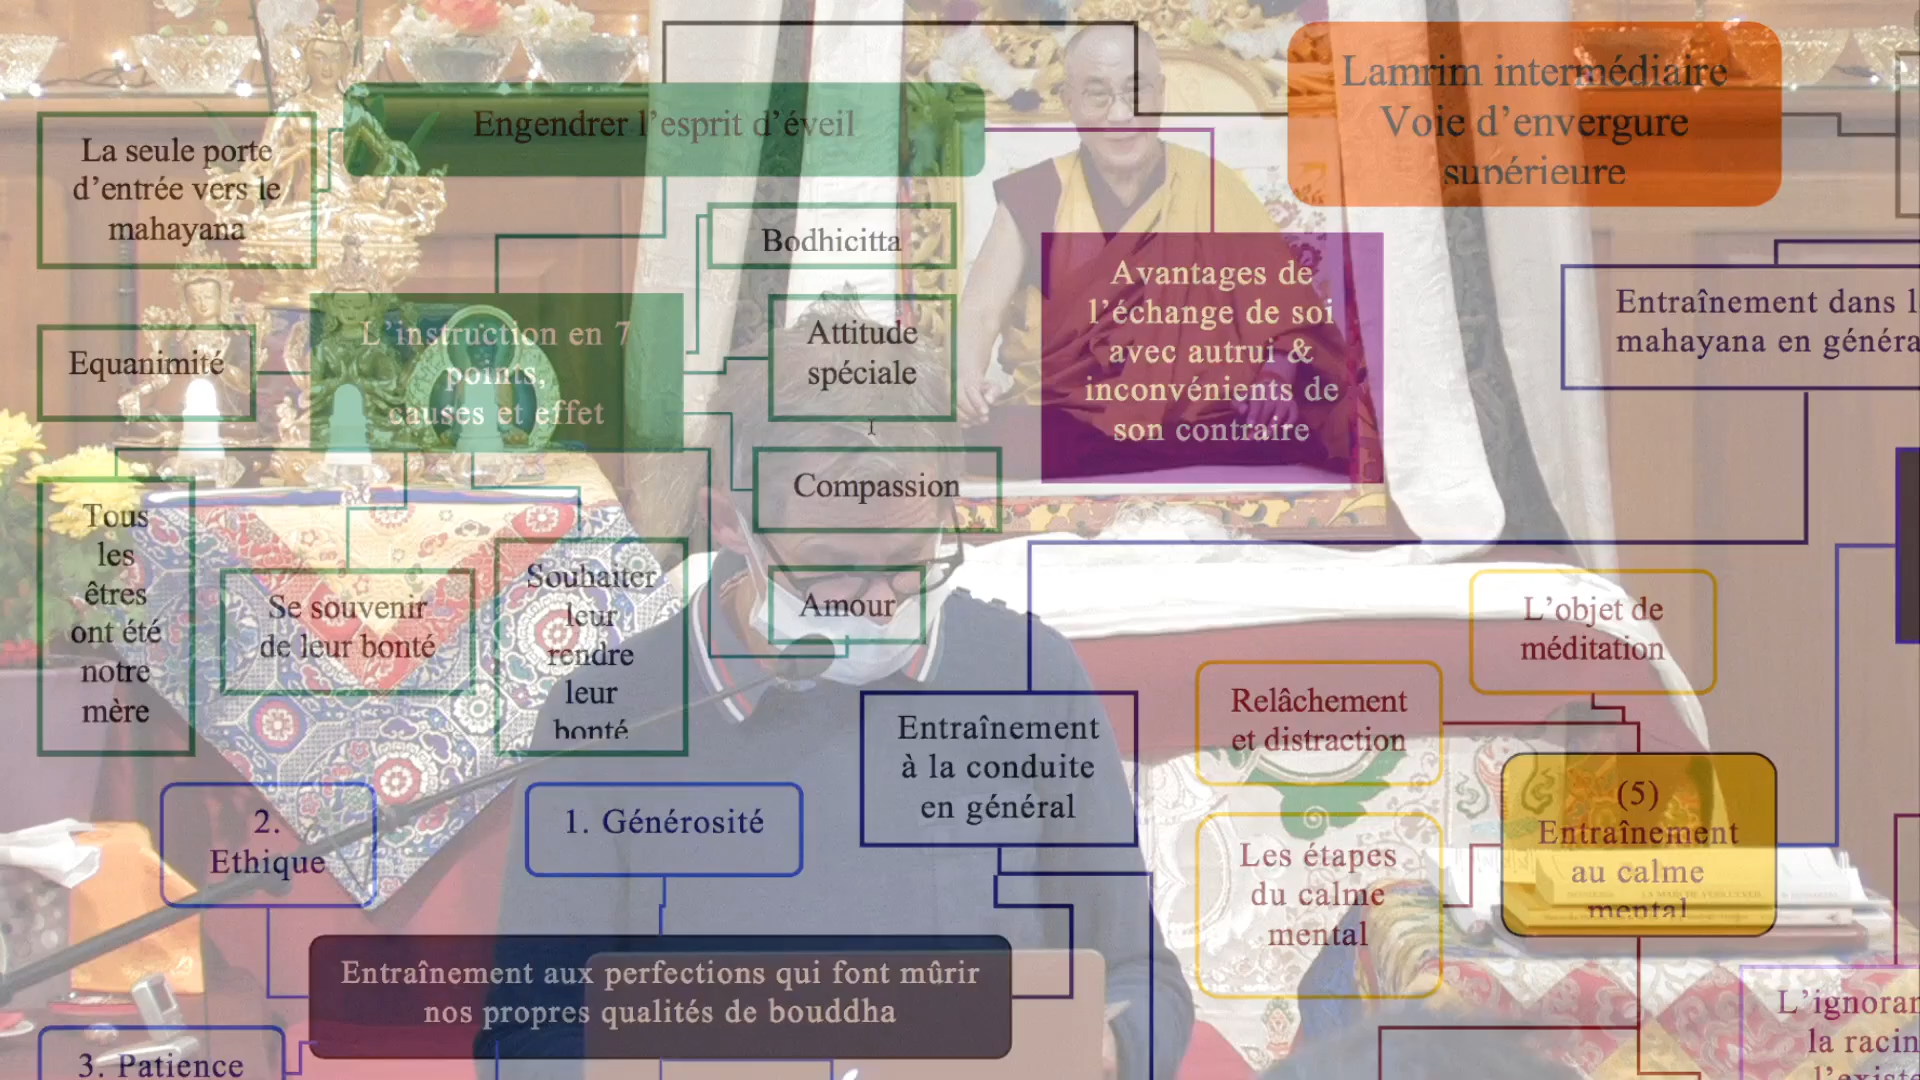 Lamrim intermédiaire
Voie d'envergure
supérieure
Engendrer l'esprit d'éveil
La seule porte
d'entrée vers le
mahayana
Bodhicitta
L'instruction en 7
points,
causes et effet
Equanimité
Attitude
spéciale
Avantages de
l'échange de soi
avec autrui &
inconvénients de
son contraire
Entraînement dans l
mahayana en généra
Compassion
Tous
les
êtres
ont été
notre
mère
Se souvenir
de leur bonté
Souhaiter
leur
rendre
leur
bonté
Amour
L'objet de
méditation
Relâchement
et distraction
Entraînement
à la conduite
en général
(5)
Entraînement
au calme
mental
Les étapes
du calme
mental
2.
Ethique
1. Générosité
Entraînement aux perfections qui font mûrir
nos propres qualités de bouddha
3. Patience
L'ignoran
la racin
l'exist